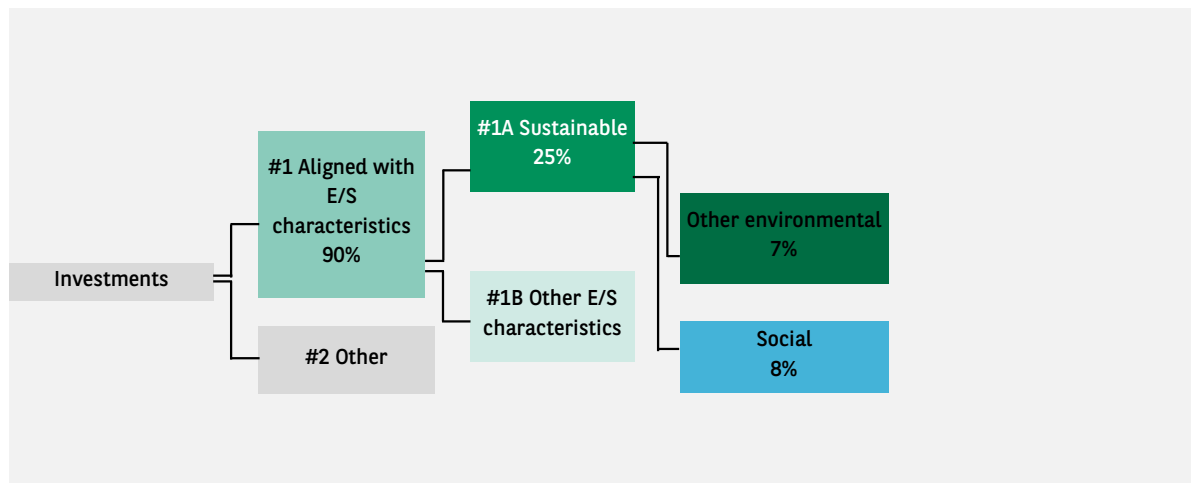 Investments
#1 Aligned with
E/S
characteristics
90%
#2 Other
#1A Sustainable
25%
#1B Other E/S
characteristics
Other environmental
7%
Social
8%